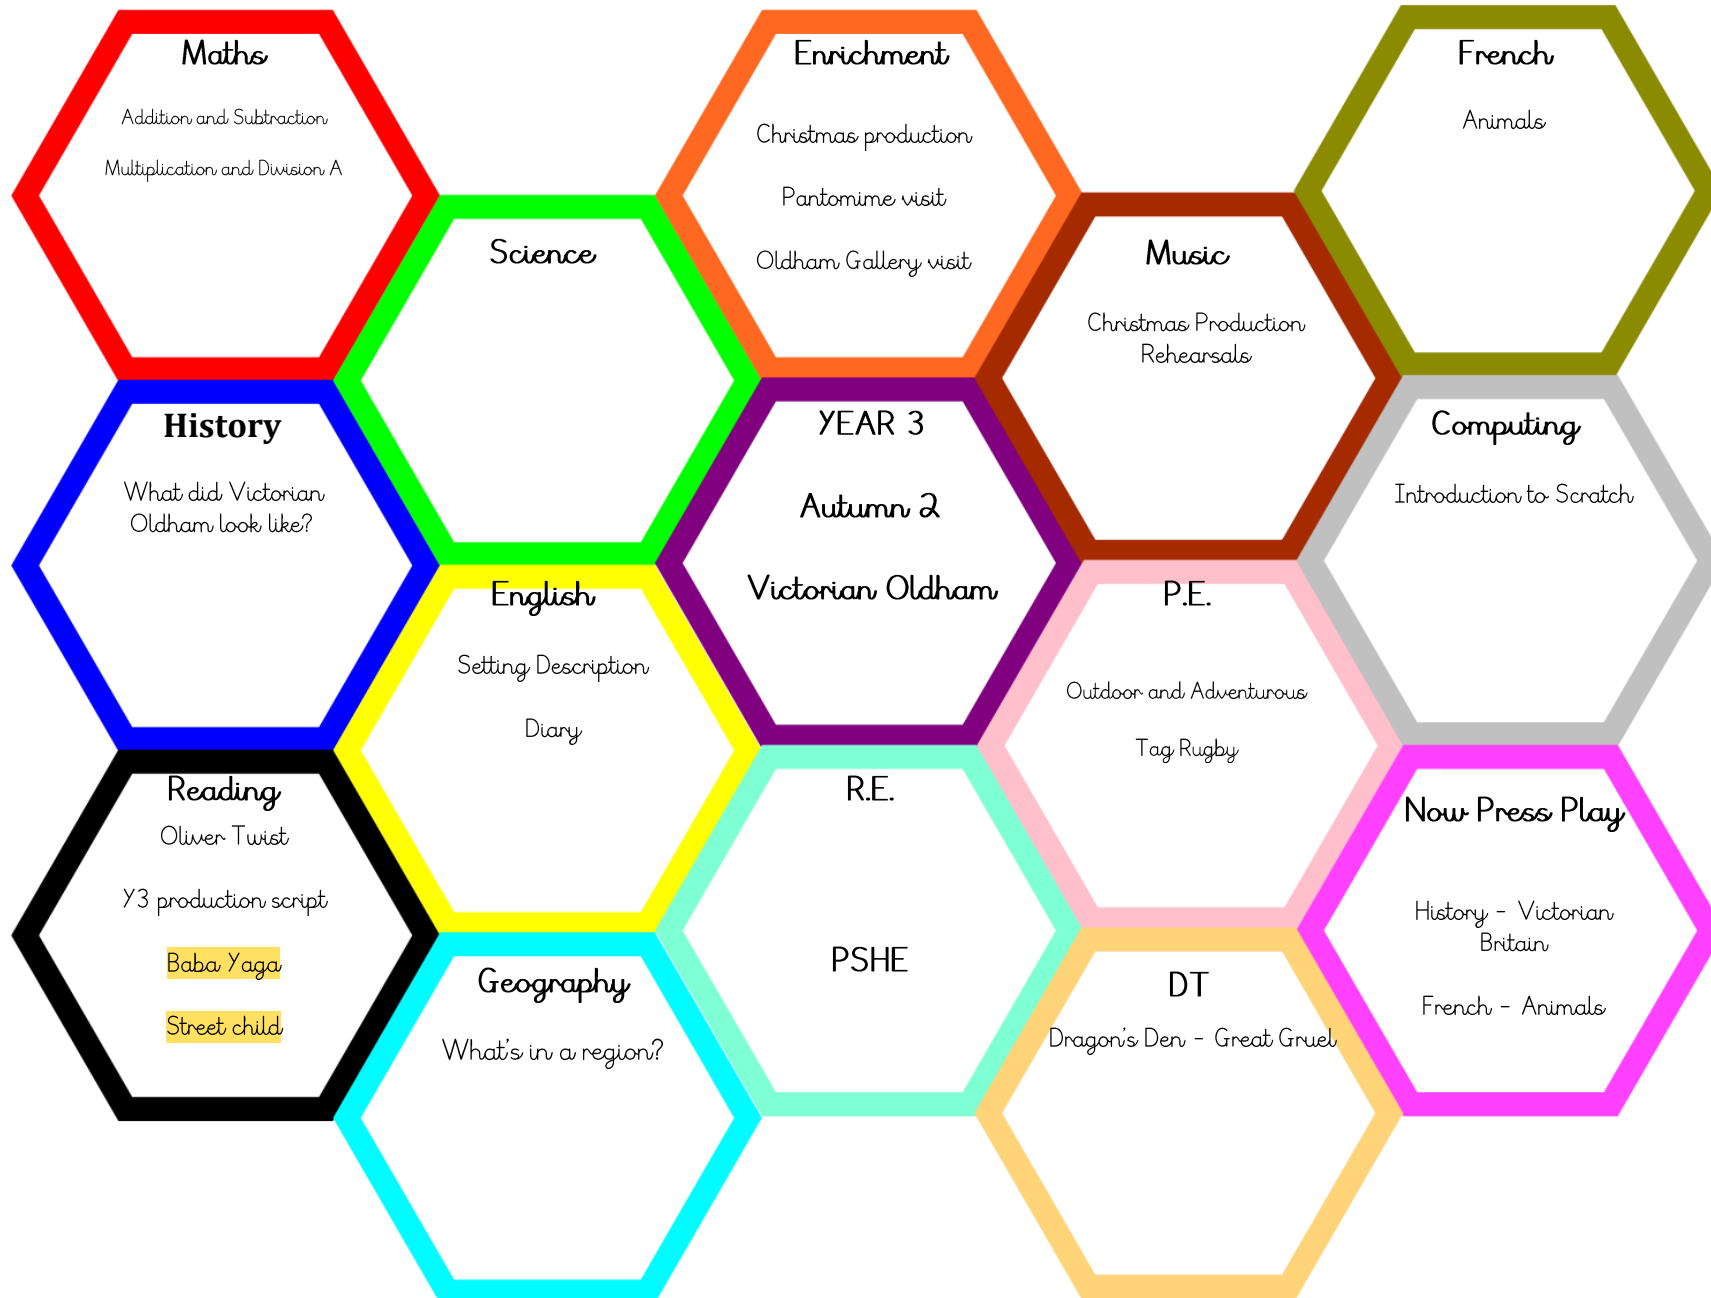 Maths
Addition and Subtraction
Multiplication and Division A
Enrichment
Christmas production
Pantomime visit
Oldham Gallery visit
French
Animals
Science
Music
Christmas Production
Rehearsals
History
What did Victorian
Oldham look like?
YEAR 3
Autumn 2
Victorian Oldham
Computing
Introduction to Scratch
English
Setting Description
Diary
P.E.
Outdoor and Adventurous
Tag Rugby
Reading
Oliver Twist
Y3 production script
Baba Yaga
Street child
R.E.
PSHE
Now Press Play
History - Victorian
Britain
French - Animals
Geography
What's in a region?
DT
Dragon's Den - Great Gruel